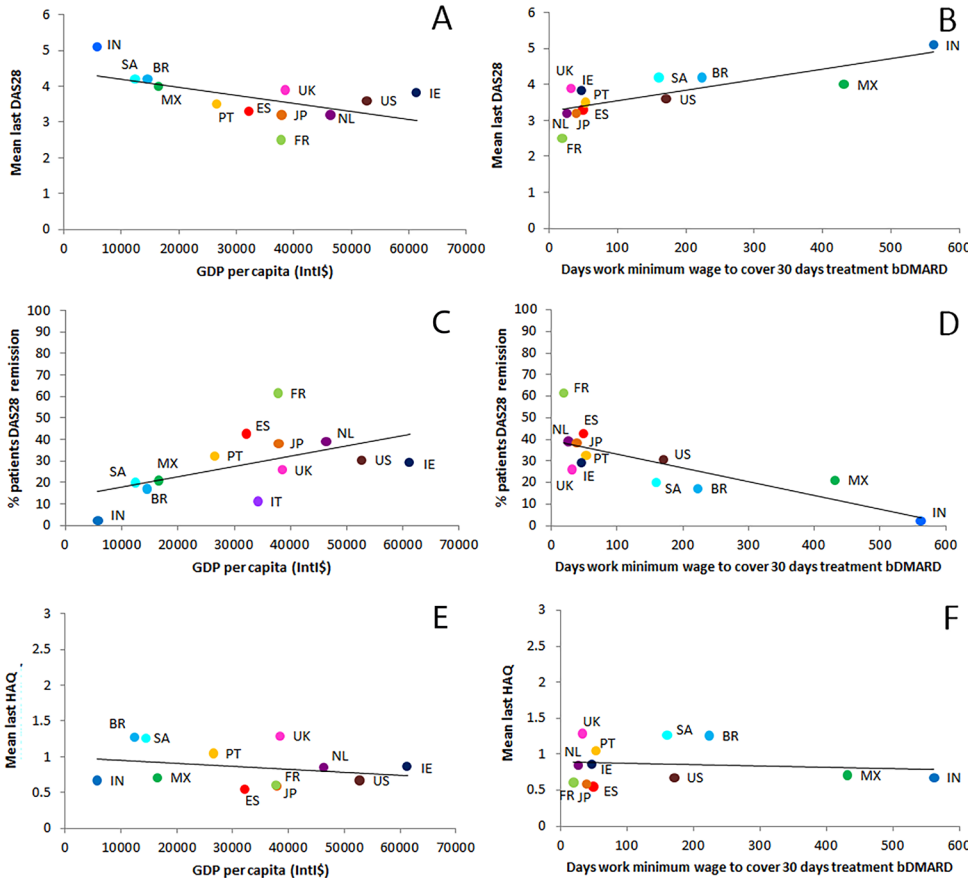 A
Mean last DAS28
6
5
4
3
2
1
0
IN
SA
BR
MX
PT
ES
UK
JP
FR
NL
US
IE
0 10000 20000 30000 40000 50000 60000 70000
GDP per capita (Intl$)
B
Mean last DAS28
6
5
4
3
2
1
0
UK
IE
PT
NL
JP
ES
FR
SA
US
BR
MX
IN
0 100 200 300 400 500 600
Days work minimum wage to cover 30 days treatment bDMARD
C
% patients DAS28 remission
100
90
80
70
60
50
40
30
20
10
0
IN
SA
BR
MX
PT
ES
IT
FR
JP
UK
NL
US
IE
0 10000 20000 30000 40000 50000 60000 70000
GDP per capita (Intl$)
D
% patients DAS28 remission
100
90
80
70
60
50
40
30
20
10
0
FR
ES
NL
JP
PT
IE
UK
US
SA
BR
MX
IN
0 100 200 300 400 500 600
Days work minimum wage to cover 30 days treatment bDMARD
E
Mean last HAQ
3
2.5
2
1.5
1
0.5
0
BR
SA
IN
MX
PT
ES
UK
FR
JP
NL
US
IE
0 10000 20000 30000 40000 50000 60000 70000
GDP per capita (Intl$)
F
Mean last HAQ
3
2.5
2
1.5
1
0.5
0
UK
PT
NL
IE
FR
JP
ES
SA
US
BR
MX
IN
0 100 200 300 400 500 600
Days work minimum wage to cover 30 days treatment bDMARD